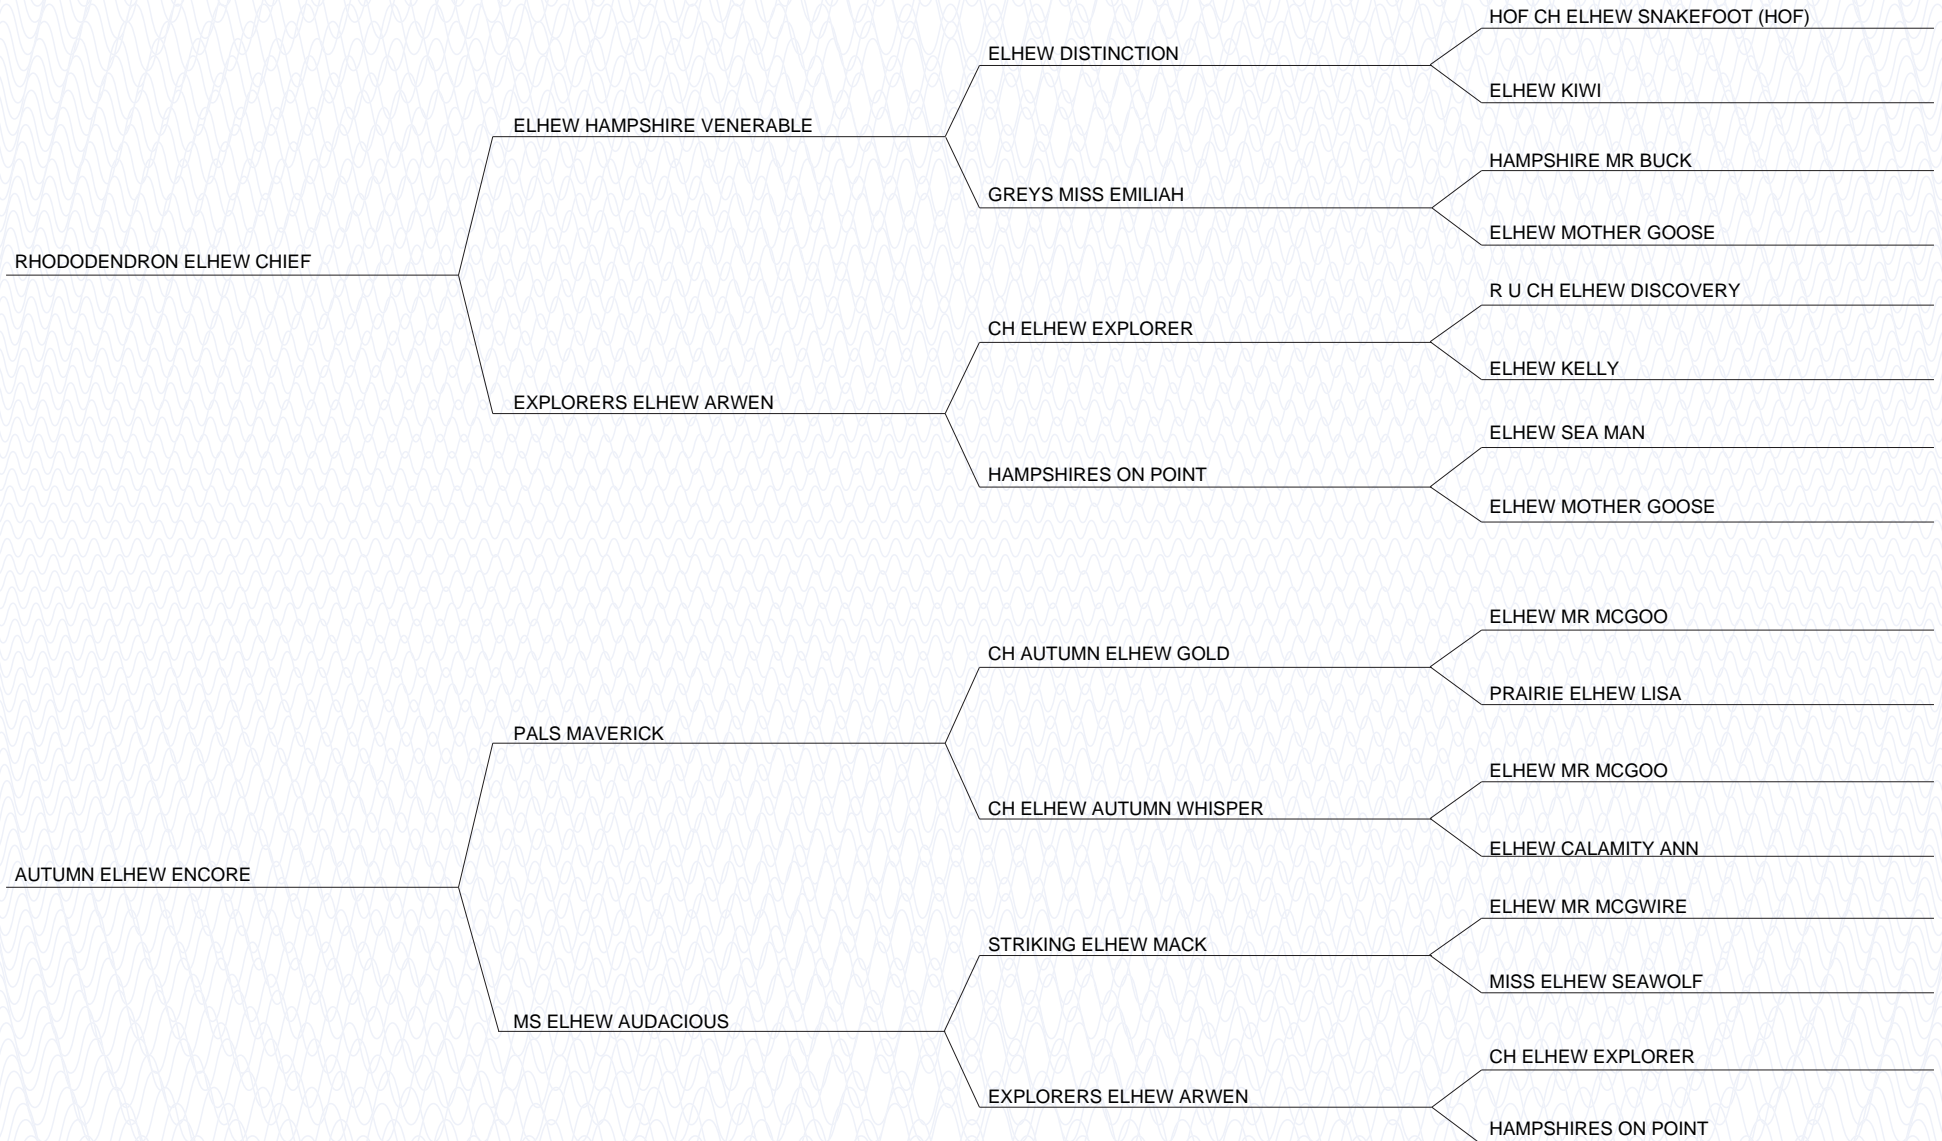 HOF CH ELHEW SNAKEFOOT (HOF)
ELHEW DISTINCTION
ELHEW KIWI
ELHEW HAMPSHIRE VENERABLE
HAMPSHIRE MR BUCK
GREYS MISS EMILIAH
ELHEW MOTHER GOOSE
RHODODENDRON ELHEW CHIEF
R U CH ELHEW DISCOVERY
CH ELHEW EXPLORER
ELHEW KELLY
EXPLORERS ELHEW ARWEN
ELHEW SEA MAN
HAMPSHIRES ON POINT
ELHEW MOTHER GOOSE
ELHEW MR MCGOO
CH AUTUMN ELHEW GOLD
PRAIRIE ELHEW LISA
PALS MAVERICK
ELHEW MR MCGOO
CH ELHEW AUTUMN WHISPER
ELHEW CALAMITY ANN
AUTUMN ELHEW ENCORE
ELHEW MR MCGWIRE
STRIKING ELHEW MACK
MISS ELHEW SEAWOLF
MS ELHEW AUDACIOUS
CH ELHEW EXPLORER
EXPLORERS ELHEW ARWEN
HAMPSHIRES ON POINT